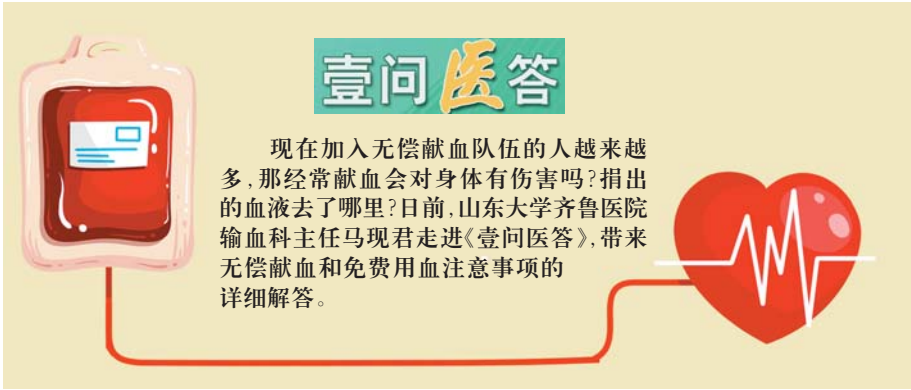 壹问医答
现在加入无偿献血队伍的人越来越
多，那经常献血会对身体有伤害吗？捐出
的血液去了哪里？日前，山东大学齐鲁医院
输血科主任马现君走进《壹问医答》，带来
无偿献血和免费用血注意事项的
详细解答。